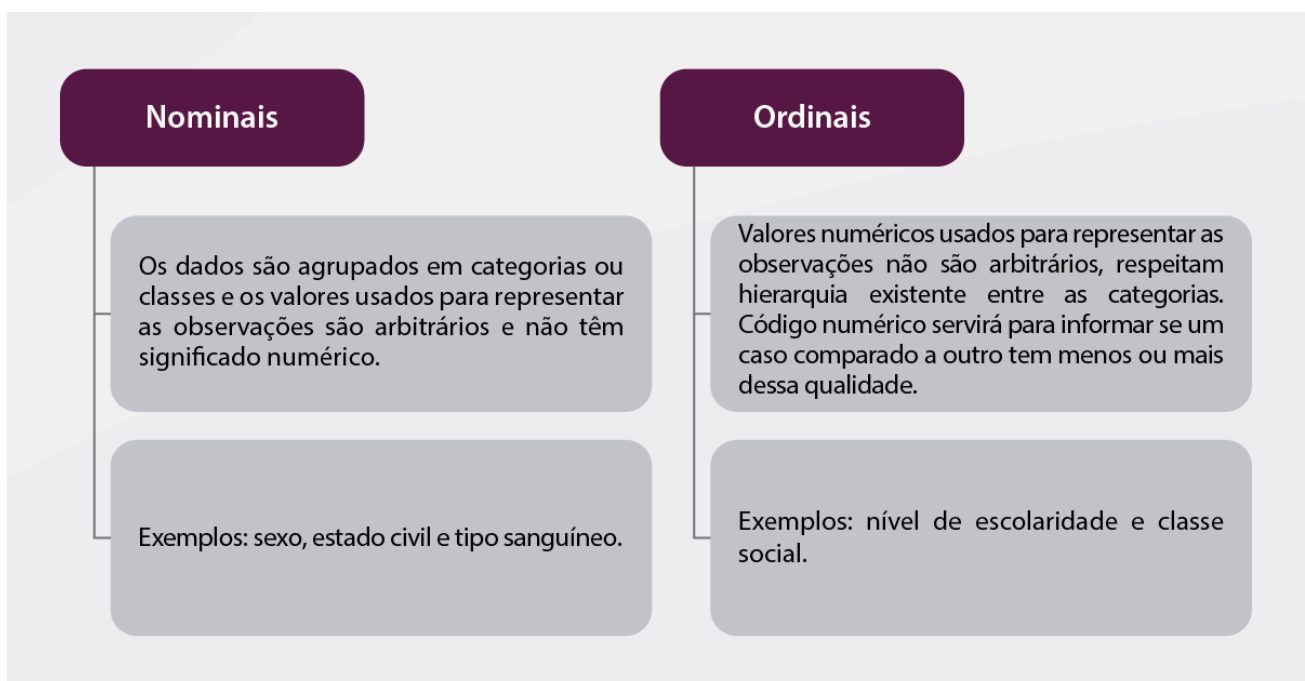 Nominais
Os dados são agrupados em categorias ou
classes e os valores usados para representar
as observações são arbitrários e não têm
significado numérico.
Exemplos: sexo, estado civil e tipo sanguíneo.
Ordinais
Valores numéricos usados para representar as
observações não são arbitrários, respeitam
hierarquia existente entre as categorias.
Código numérico servirá para informar se um
caso comparado a outro tem menos ou mais
dessa qualidade.
Exemplos: nível de escolaridade e classe
social.